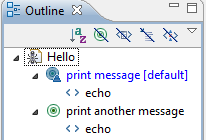 Outline
Hello
print message [default]
echo
print another message
echo